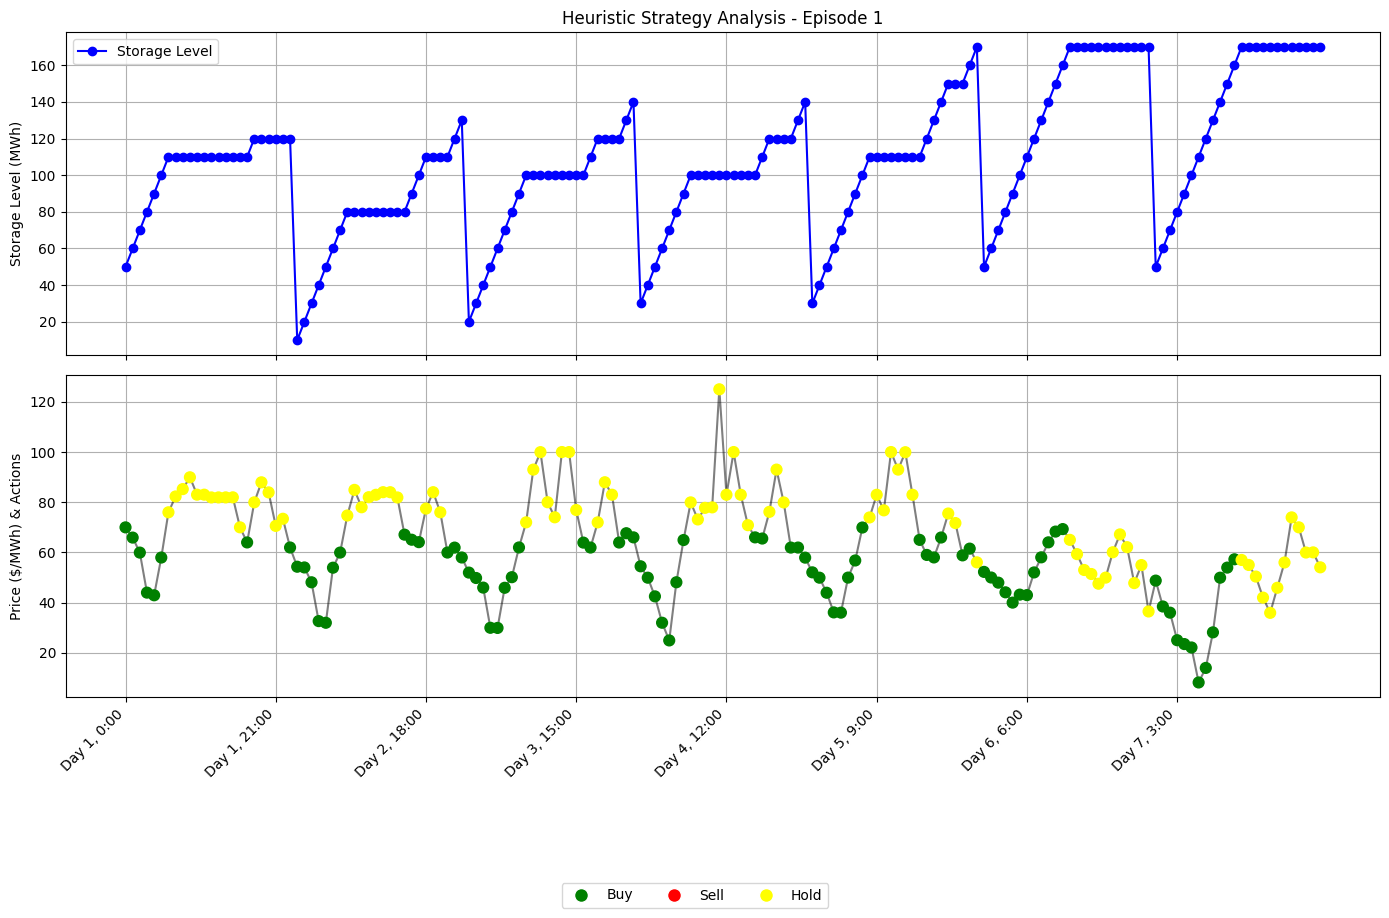 Heuristic Strategy Analysis - Episode 1
Storage Level
Storage Level (MWh)
160
140
120
100
80
60
40
20
Price ($/MWh) & Actions
120
100
80
60
40
20
Day 1, 0:00
Day 1, 21:00
Day 2, 18:00
Day 3, 15:00
Day 4, 12:00
Day 5, 9:00
Day 6, 6:00
Day 7, 3:00
Buy
Sell
Hold